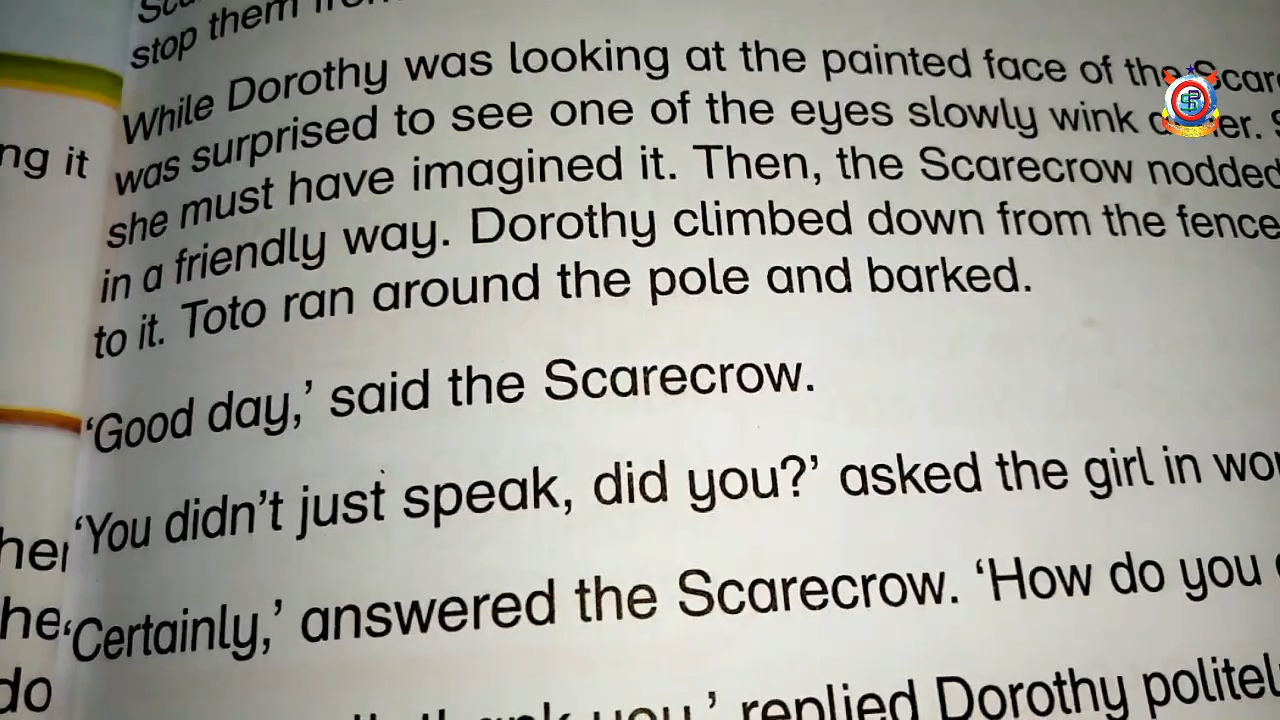 stop them
While Dorothy was looking at the painted face of the
was surprised to see one of the eyes slowly wink
she must have imagined it. Then, the Scarecrow nodded
in a friendly way. Dorothy climbed down from the fence
to it. Toto ran around the pole and barked.
‘Good day,’ said the Scarecrow.
‘You didn’t just speak, did you?’ asked the girl in
‘Certainly,’ answered the Scarecrow. ‘How do you
thank you,’ replied Dorothy
ng it
he
do